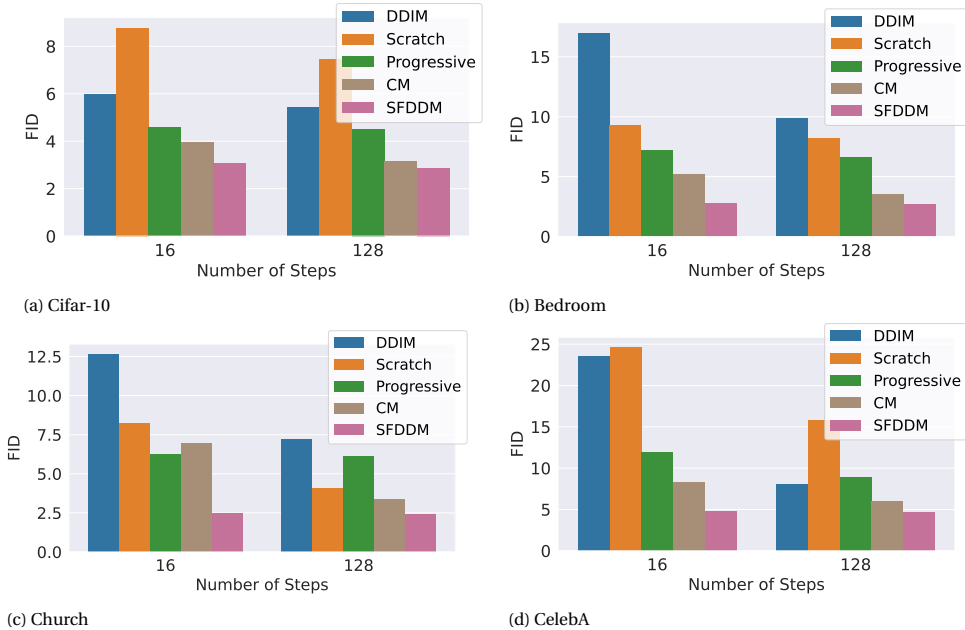 DDIM
Scratch
Progressive
CM
SFDDM
8
6
4
2
0
FID
16
128
Number of Steps
(a) Cifar-10
DDIM
Scratch
Progressive
CM
SFDDM
15
10
5
0
FID
16
128
Number of Steps
(b) Bedroom
DDIM
Scratch
Progressive
CM
SFDDM
12.5
10.0
7.5
5.0
2.5
0.0
FID
16
128
Number of Steps
(c) Church
DDIM
Scratch
Progressive
CM
SFDDM
25
20
15
10
5
0
FID
16
128
Number of Steps
(d) CelebA